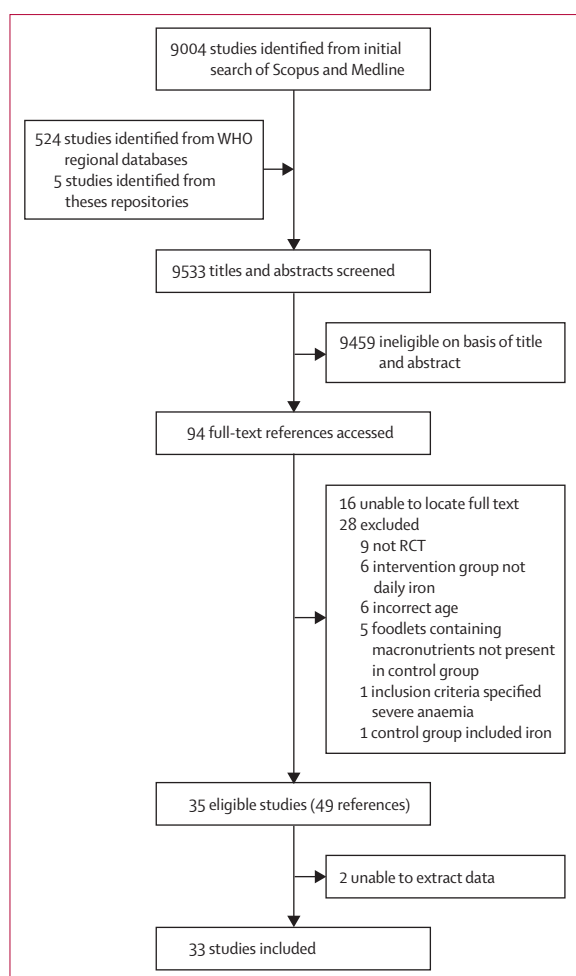 9004 studies identified from initial
search of Scopus and Medline
524 studies identified from WHO
regional databases
5 studies identified from
theses repositories
9533 titles and abstracts screened
9459 ineligible on basis of title
and abstract
94 full-text references accessed
16 unable to locate full text
28 excluded
9 not RCT
6 intervention group not
daily iron
6 incorrect age
5 foodlets containing
macronutrients not present
in control group
1 inclusion criteria specified
severe anaemia
1 control group included iron
35 eligible studies (49 references)
2 unable to extract data
33 studies included